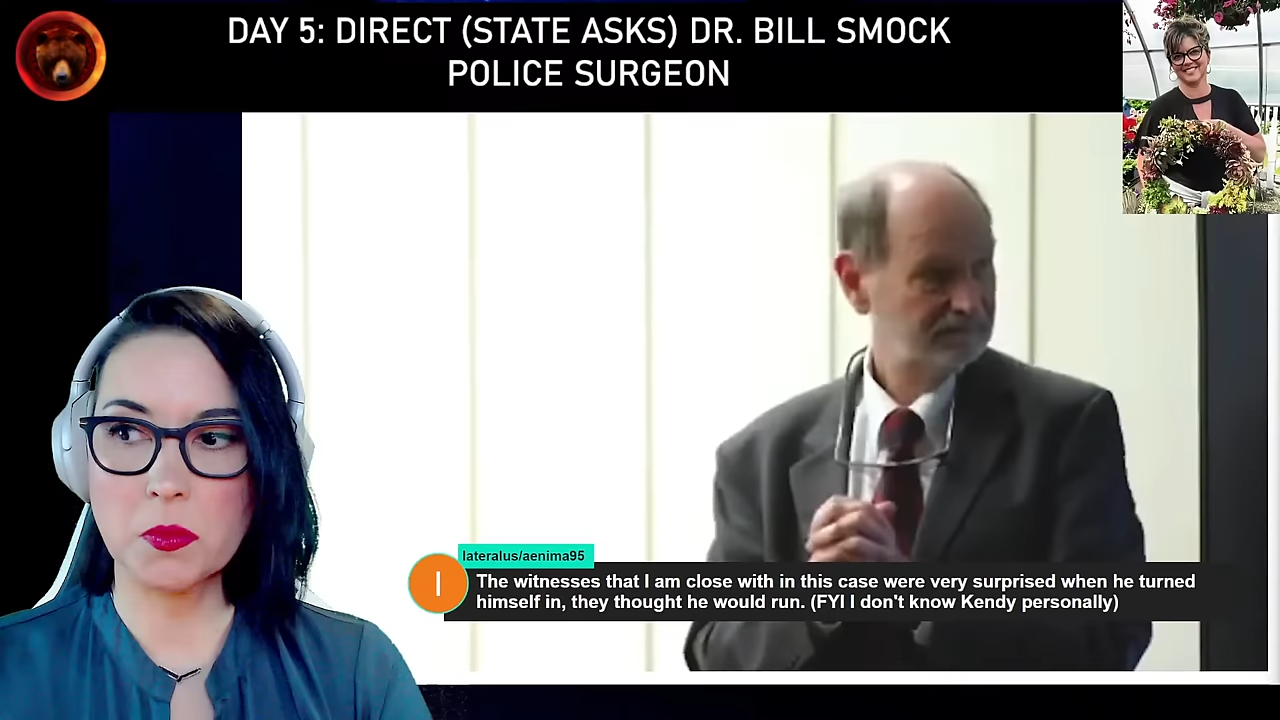 DAY 5: DIRECT (STATE ASKS) DR. BILL SMOCK
POLICE SURGEON
lateralus/aenima95
l
The witnesses that I am close with in this case were very surprised when he turned
himself in, they thought he would run. (FYI I don't know Kendy personally)